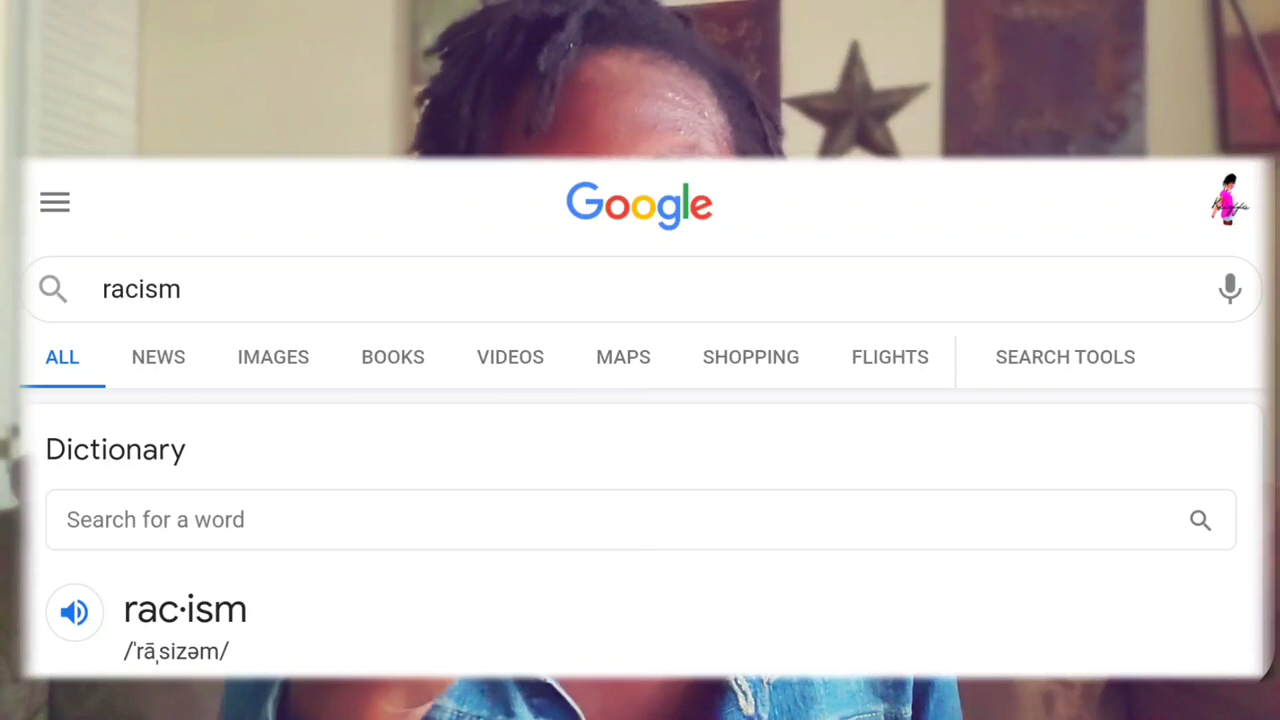 Google
racism
ALL NEWS IMAGES BOOKS VIDEOS MAPS SHOPPING FLIGHTS SEARCH TOOLS
Dictionary
Search for a word
rac·ism
/ˈrāˌsizəm/